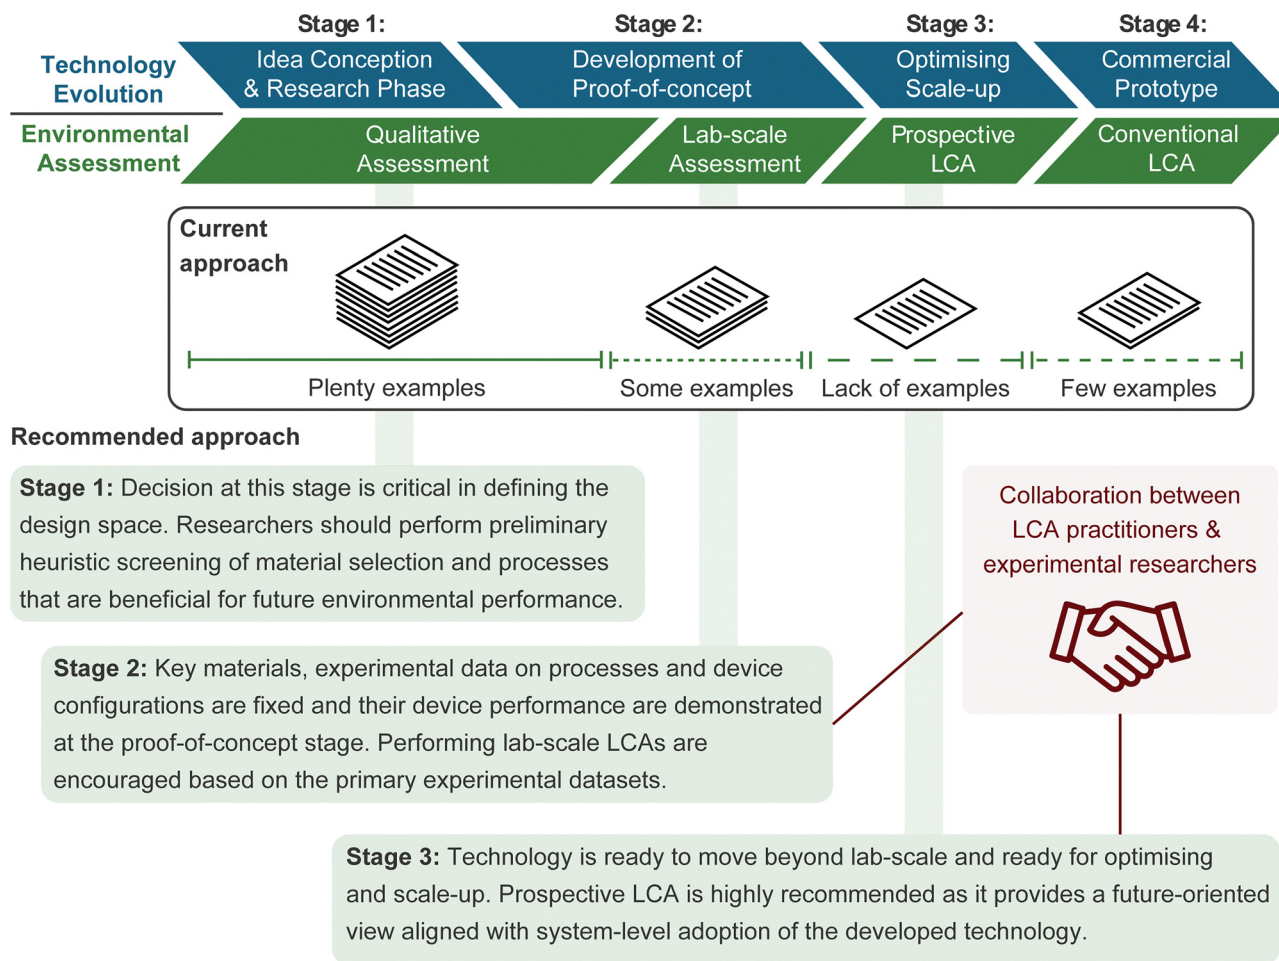 Stage 1:
Stage 2:
Stage 3:
Stage 4:
Technology
Evolution
Idea Conception
& Research Phase
Development of
Proof-of-concept
Optimising
Scale-up
Commercial
Prototype
Environmental
Assessment
Qualitative
Assessment
Lab-scale
Assessment
Prospective
LCA
Conventional
LCA
Current
approach
Plenty examples
Some examples
Lack of examples
Few examples
Recommended approach
Stage 1: Decision at this stage is critical in defining the
design space. Researchers should perform preliminary
heuristic screening of material selection and processes
that are beneficial for future environmental performance.
Collaboration between
LCA practitioners &
experimental researchers
Stage 2: Key materials, experimental data on processes and device
configurations are fixed and their device performance are demonstrated
at the proof-of-concept stage. Performing lab-scale LCAs are
encouraged based on the primary experimental datasets.
Stage 3: Technology is ready to move beyond lab-scale and ready for optimising
and scale-up. Prospective LCA is highly recommended as it provides a future-oriented
view aligned with system-level adoption of the developed technology.